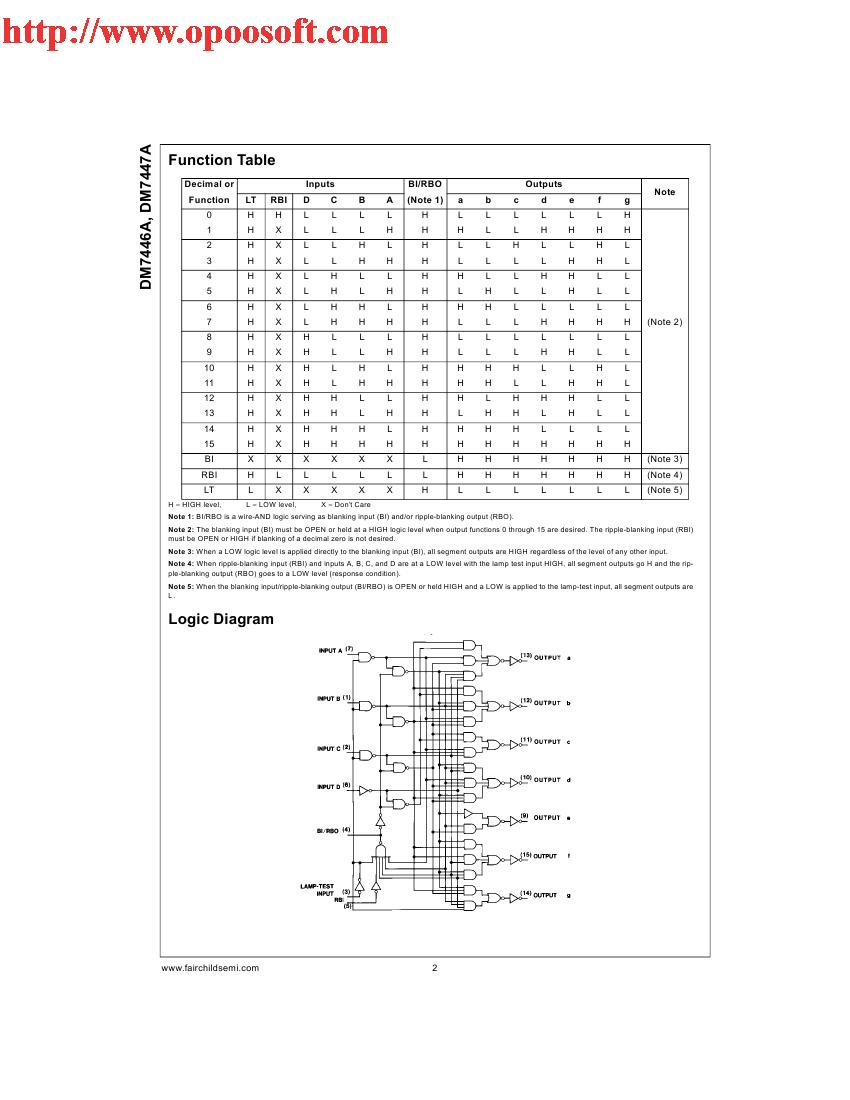 http://www.opoosoft.com
DM7446A, DM7447A
Function Table
Decimal or Inputs BI/RBO Outputs Note
Function LT RBI D C B A (Note 1) a b c d e f g
0 H H L L L L H L L L L L L H
1 H X L L L H H H L L H H H H
2 H X L L H L H L L H L L H L
3 H X L L H H H L L L L H H L
4 H X L H L L H H L L H H L L
5 H X L H L H H L H L L H L L
6 H X L H H L H H H L L L L L
7 H X L H H H H L L L H H H H (Note 2)
8 H X H L L L H L L L L L L L
9 H X H L L H H L L L H H L L
10 H X H L H L H H H H L L H L
11 H X H L H H H H H L L H H L
12 H X H H L L H H L H H H L L
13 H X H H L H H L H H L H L L
14 H X H H H L H H H H L L L L
15 H X H H H H H H H H H H H H
BI X X X X X X L H H H H H H H (Note 3)
RBI H L L L L L L H H H H H H H (Note 4)
LT L X X X X X H L L L L L L L (Note 5)
H = HIGH level, L = LOW level, X = Don't Care
Note 1: BI/RBO is a wire-AND logic serving as blanking input (BI) and/or ripple-blanking output (RBO).
Note 2: The blanking input (BI) must be OPEN or held at a HIGH logic level when output functions 0 through 15 are desired. The ripple-blanking input (RBI)
must be OPEN or HIGH if blanking of a decimal zero is not desired.
Note 3: When a LOW logic level is applied directly to the blanking input (BI), all segment outputs are HIGH regardless of the level of any other input.
Note 4: When ripple-blanking input (RBI) and inputs A, B, C, and D are at a LOW level with the lamp test input HIGH, all segment outputs go H and the rip-
ple-blanking output (RBO) goes to a LOW level (response condition).
Note 5: When the blanking input/ripple-blanking output (BI/RBO) is OPEN or held HIGH and a LOW is applied to the lamp-test input, all segment outputs are
L.
Logic Diagram
INPUT A (7)
(13) OUTPUT a
INPUT B (1)
(12) OUTPUT b
INPUT C (2)
(11) OUTPUT c
INPUT D (6)
(10) OUTPUT d
(9) OUTPUT e
BI/RBO (4)
(15) OUTPUT f
LAMP-TEST
INPUT (3)
(14) OUTPUT g
RBI
(5)
www.fairchildsemi.com 2